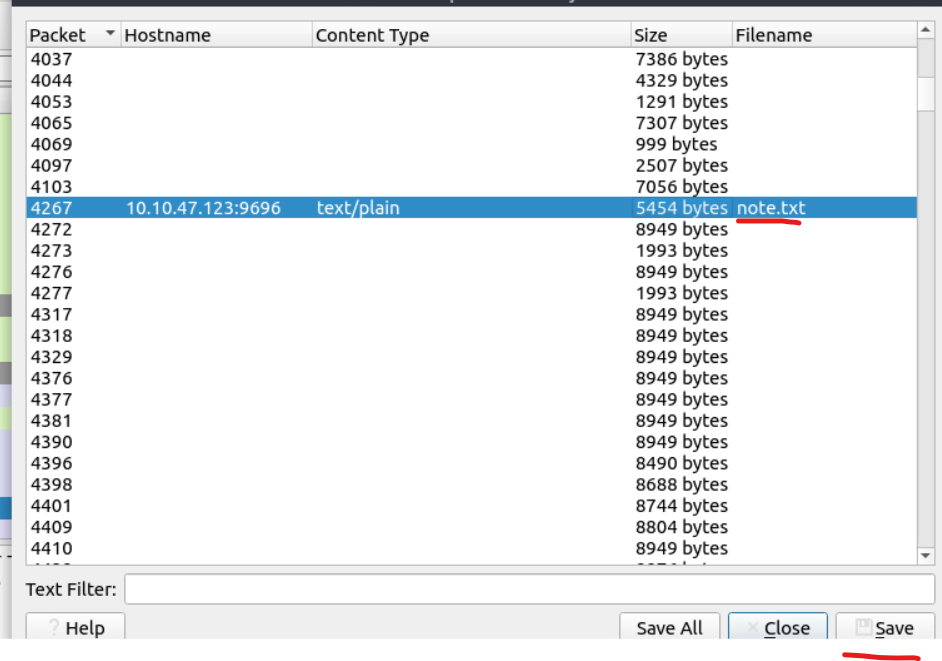 Packet Hostname Content Type Size Filename
4037 7386 bytes
4044 4329 bytes
4053 1291 bytes
4065 7307 bytes
4069 999 bytes
4097 2507 bytes
4103 7056 bytes
4267 10.10.47.123:9696 text/plain 5454 bytes note.txt
4272 8949 bytes
4273 1993 bytes
4276 8949 bytes
4277 1993 bytes
4317 8949 bytes
4318 8949 bytes
4329 8949 bytes
4376 8949 bytes
4377 8949 bytes
4381 8949 bytes
4390 8949 bytes
4396 8490 bytes
4398 8688 bytes
4401 8744 bytes
4409 8804 bytes
4410 8949 bytes
Text Filter:
? Help Save All Close Save